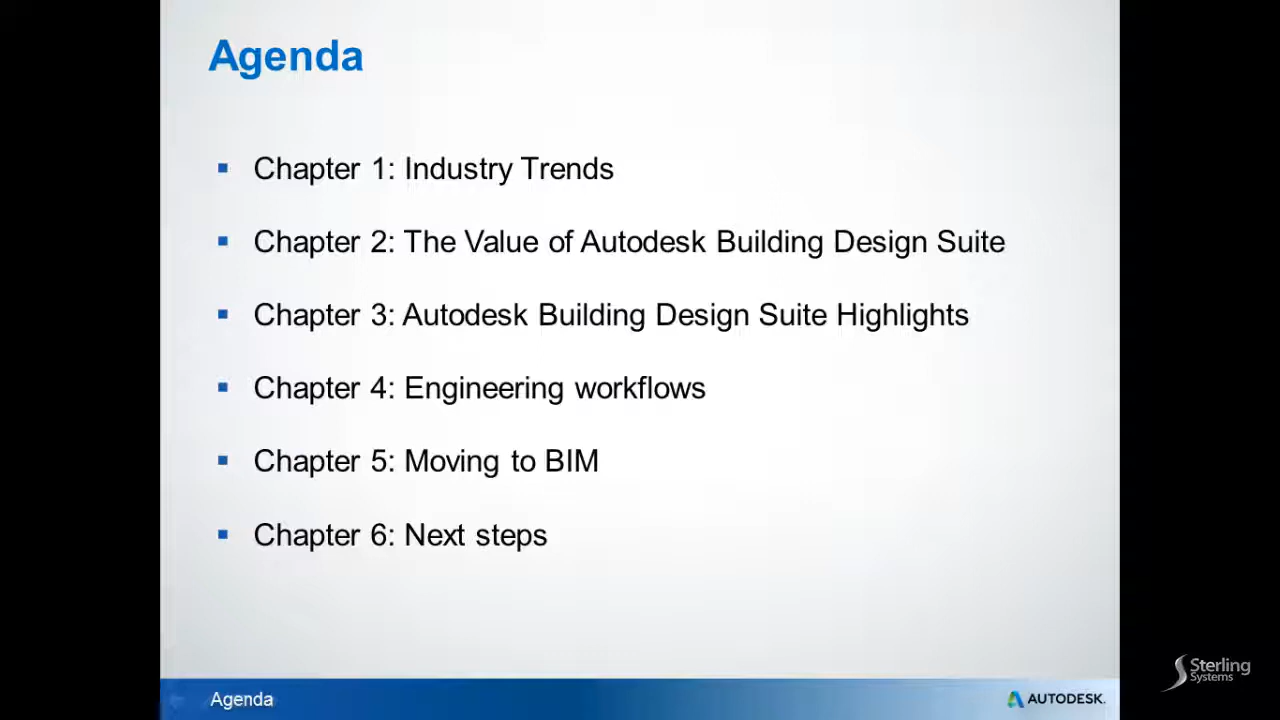 Agenda
Chapter 1: Industry Trends
Chapter 2: The Value of Autodesk Building Design Suite
Chapter 3: Autodesk Building Design Suite Highlights
Chapter 4: Engineering workflows
Chapter 5: Moving to BIM
Chapter 6: Next steps
Agenda
AUTODESK.
Sterling
Systems